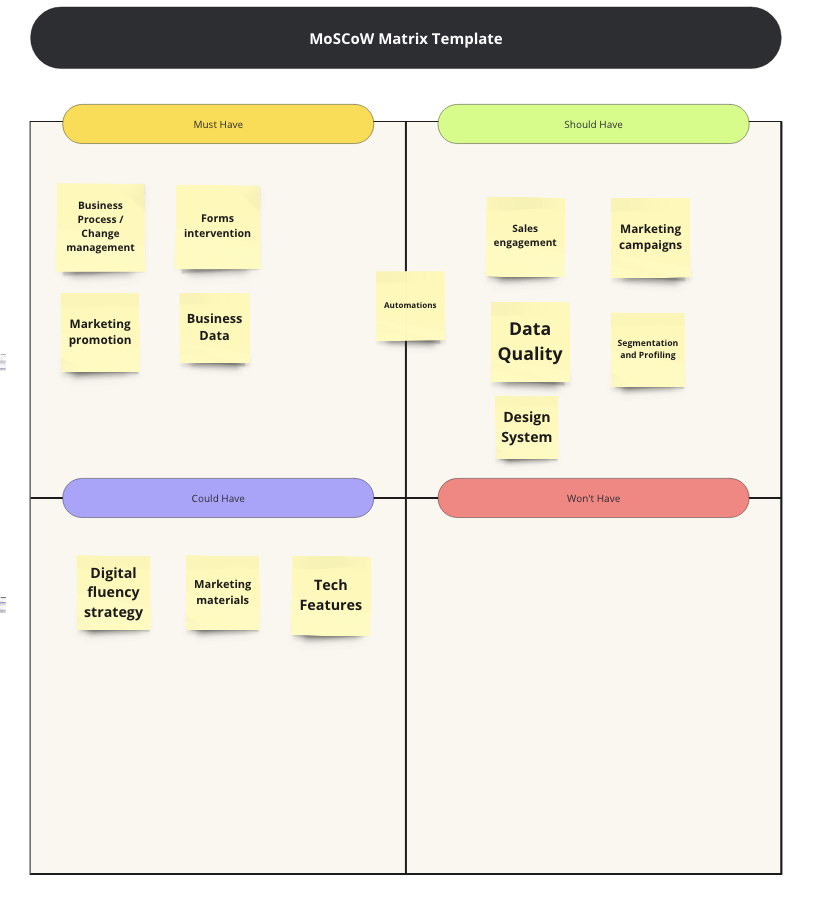 MoSCoW Matrix Template
Must Have
Should Have
Business
Process /
Change
management
Forms
intervention
Marketing
promotion
Business
Data
Automations
Sales
engagement
Marketing
campaigns
Data
Quality
Segmentation
and Profiling
Design
System
Could Have
Won't Have
Digital
fluency
strategy
Marketing
materials
Tech
Features